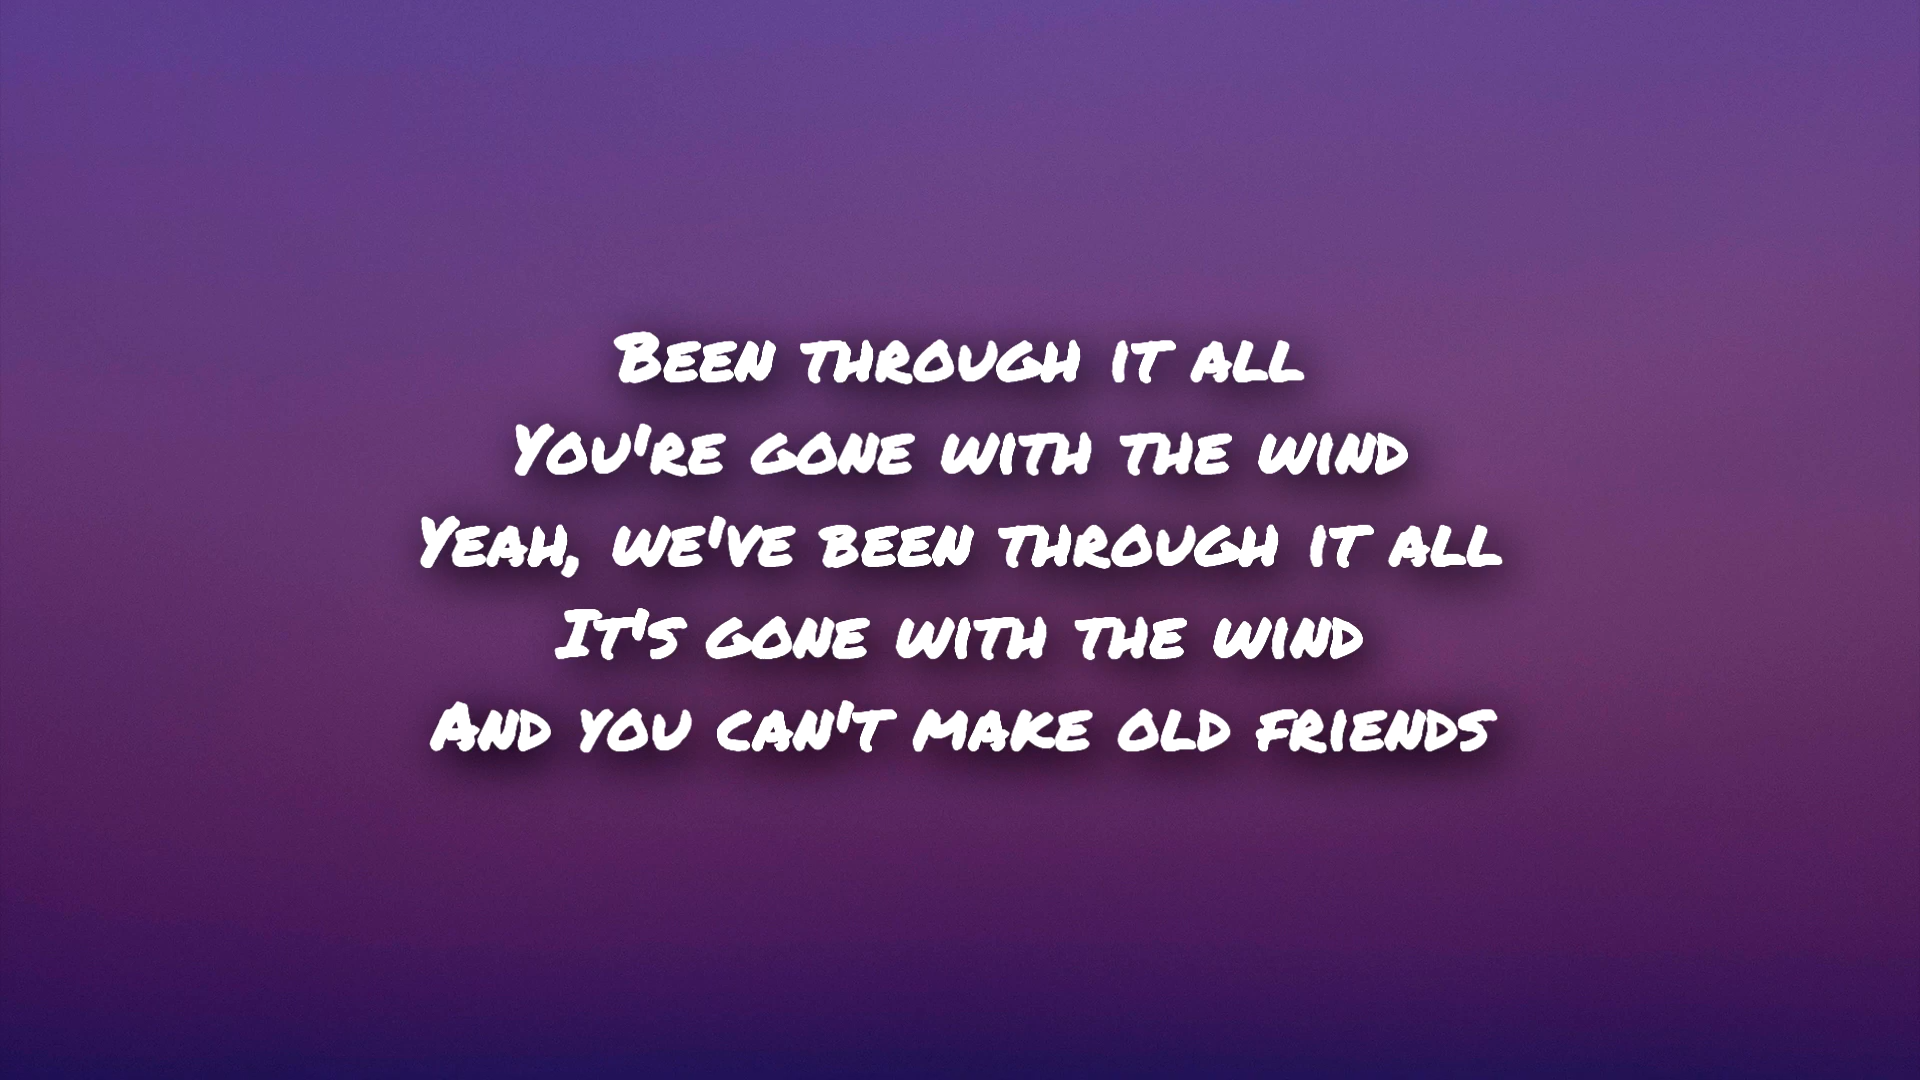 Been through it all
You're gone with the wind
Yeah, we've been through it all
It's gone with the wind
And you can't make old friends